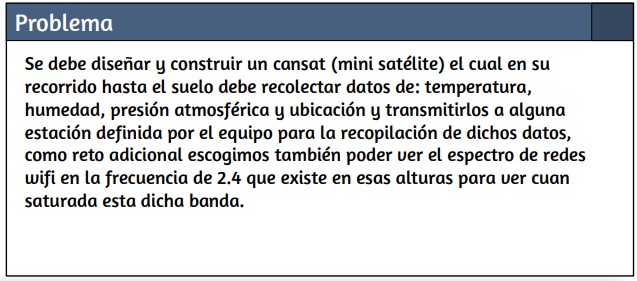 Problema
Se debe diseñar y construir un cansat (mini satélite) el cual en su
recorrido hasta el suelo debe recolectar datos de: temperatura,
humedad, presión atmosférica y ubicación y transmitirlos a alguna
estación definida por el equipo para la recopilación de dichos datos,
como reto adicional escogimos también poder ver el espectro de redes
wifi en la frecuencia de 2.4 que existe en esas alturas para ver cuan
saturada esta dicha banda.